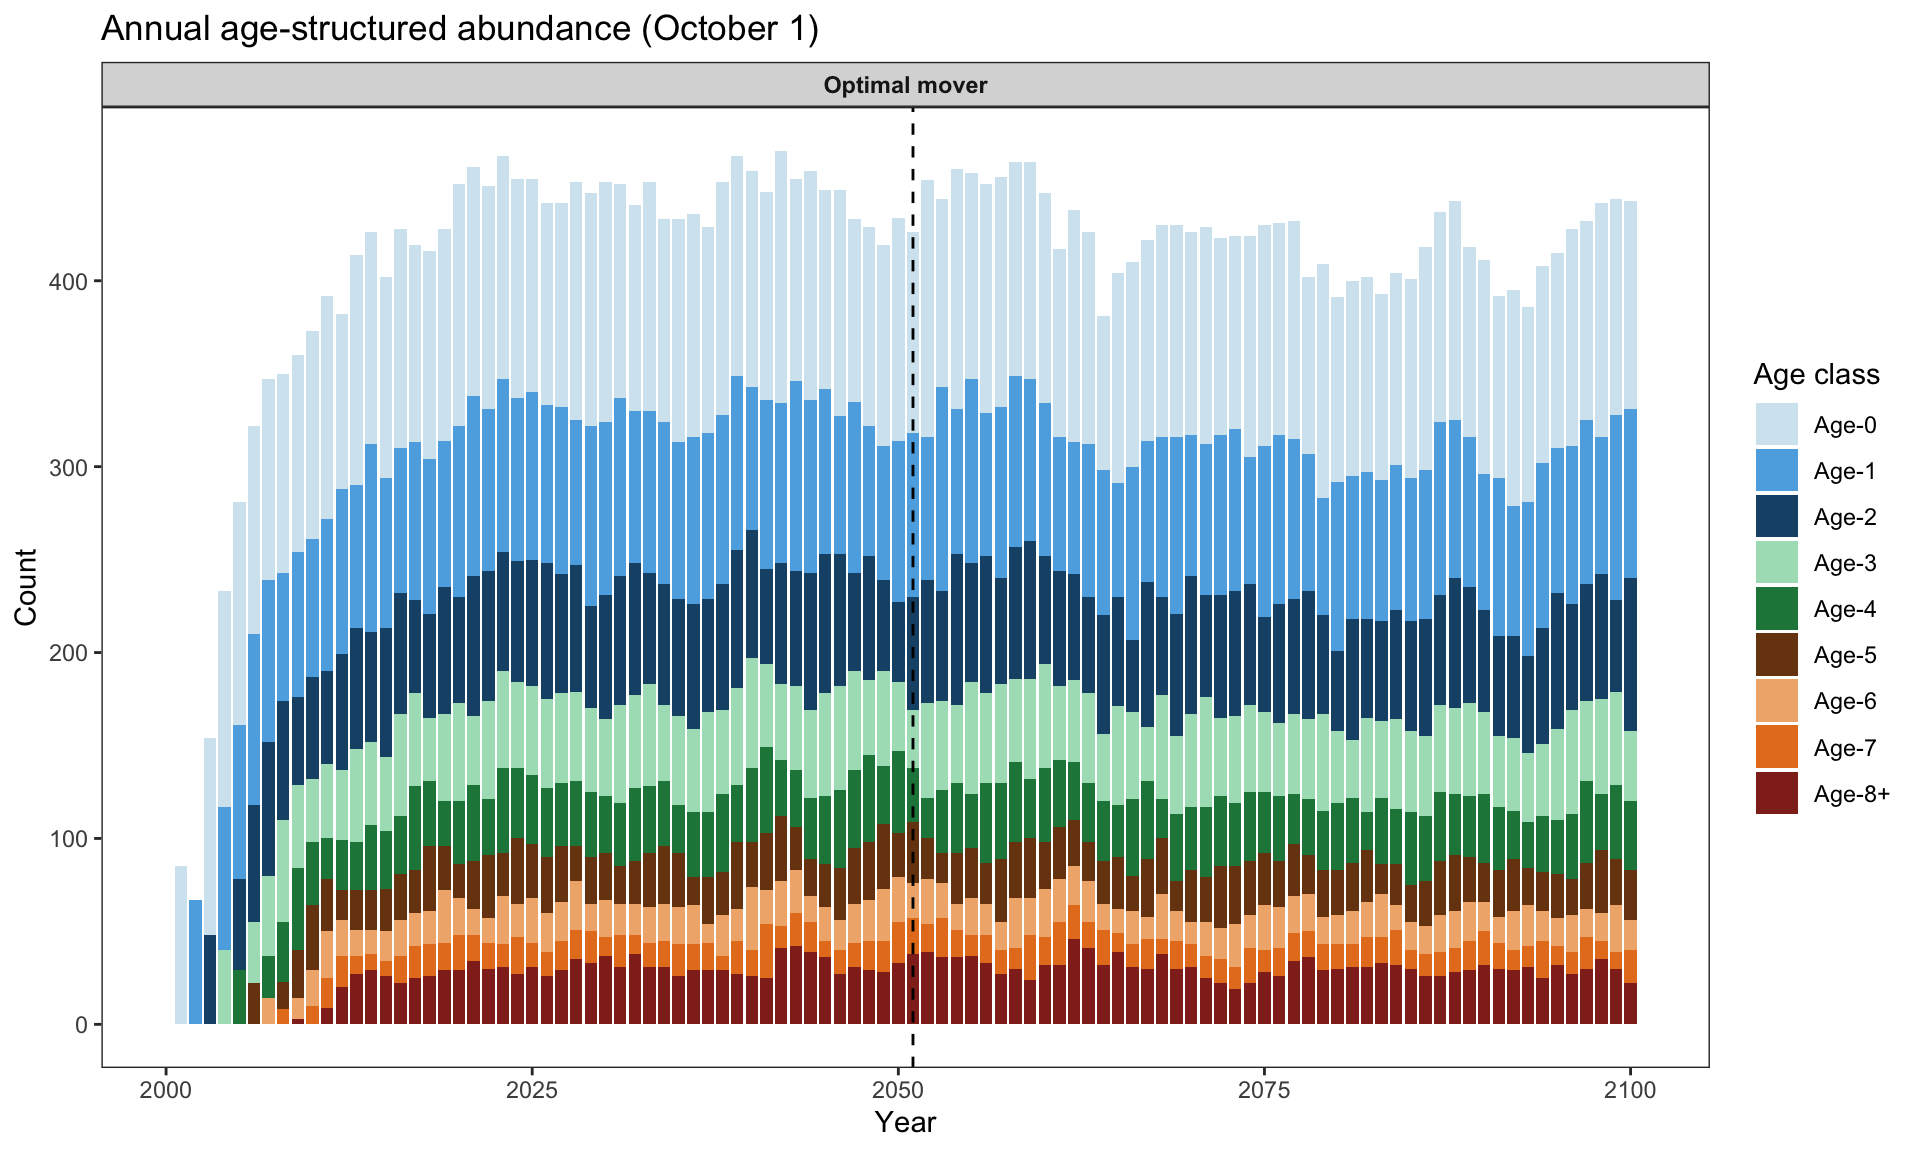 Annual age-structured abundance (October 1)
Optimal mover
Count
400
300
200
100
0
2000 2025 2050 2075 2100
Year
Age class
Age-0
Age-1
Age-2
Age-3
Age-4
Age-5
Age-6
Age-7
Age-8+